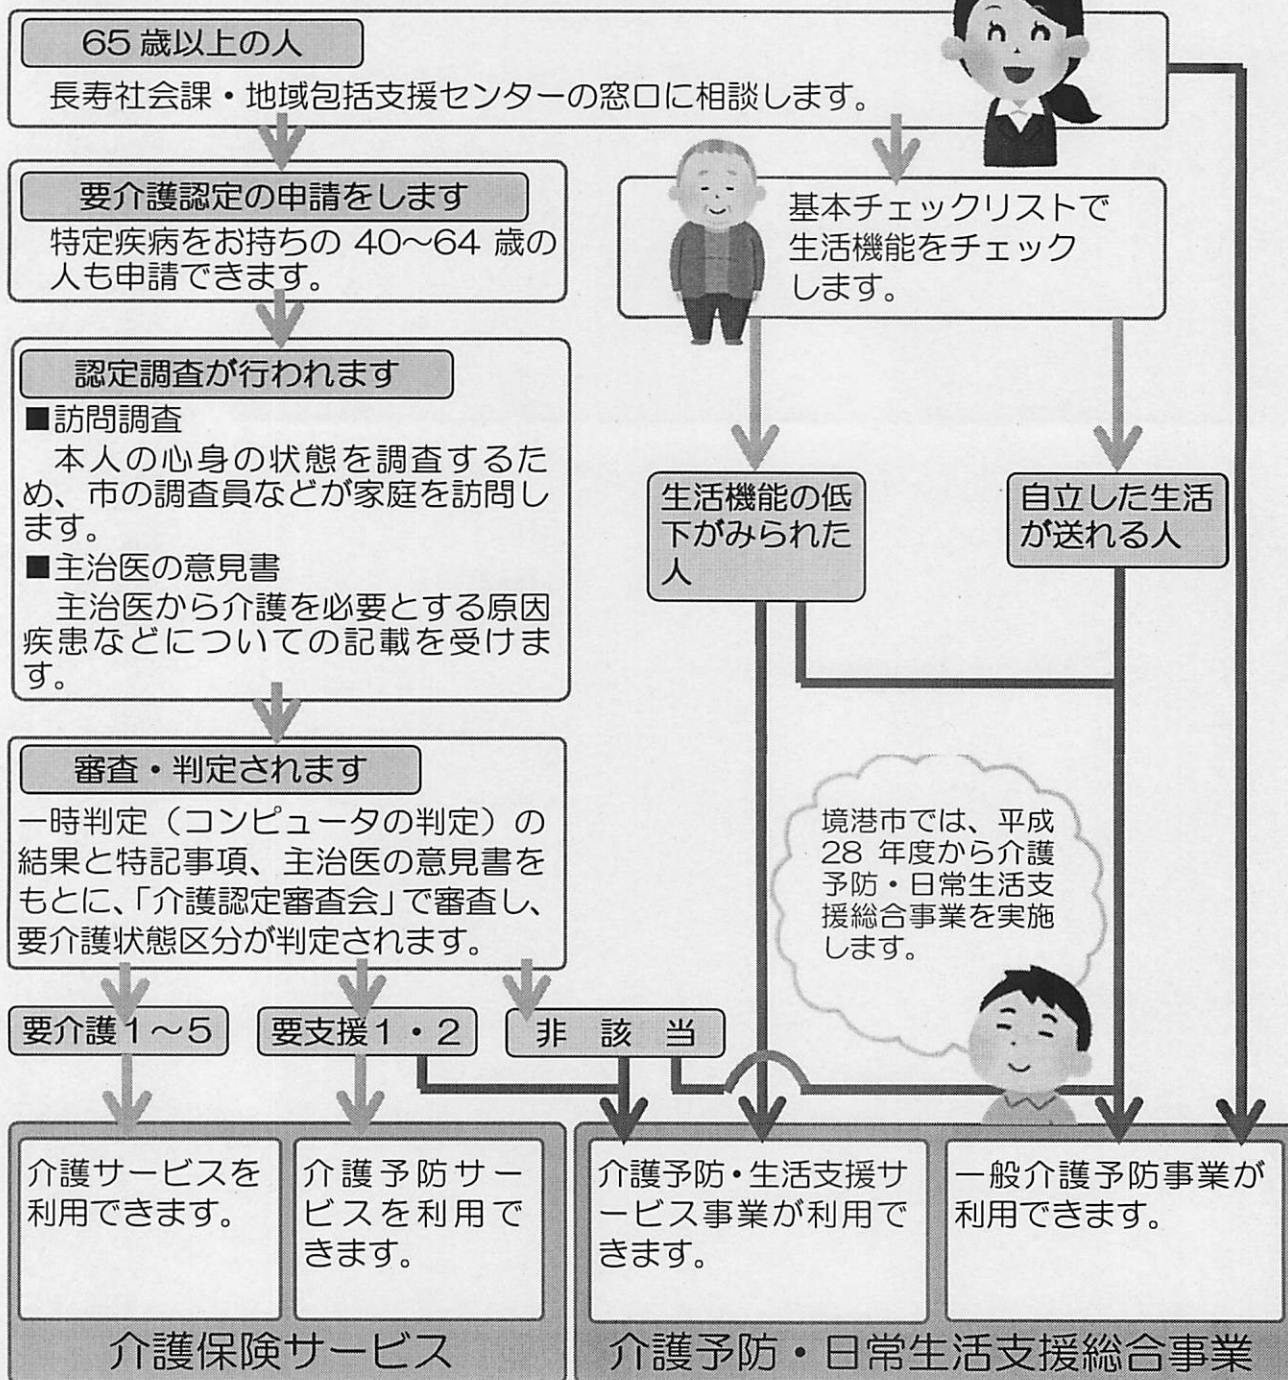 65 歳以上の人
長寿社会課・地域包括支援センターの窓口に相談します。
要介護認定の申請をします
特定疾病をお持ちの 40～64 歳の
人も申請できます。
認定調査が行われます
■訪問調査
本人の心身の状態を調査するた
め、市の調査員などが家庭を訪問し
ます。
■主治医の意見書
主治医から介護を必要とする原因
疾患などについての記載を受けま
す。
審査・判定されます
一時判定（コンピュータの判定）の
結果と特記事項、主治医の意見書を
もとに、「介護認定審査会」で審査し、
要介護状態区分が判定されます。
要介護1～5
要支援1・2
非該当
基本チェックリストで
生活機能をチェック
します。
生活機能の低
下がみられた
人
自立した生活
が送れる人
境港市では、平成
28 年度から介護
予防・日常生活支
援総合事業を実施
します。
介護サービスを
利用できます。
介護予防サー
ビスを利用で
きます。
介護保険サービス
介護予防・生活支援サ
ービス事業が利用で
きます。
一般介護予防事業が
利用できます。
介護予防・日常生活支援総合事業